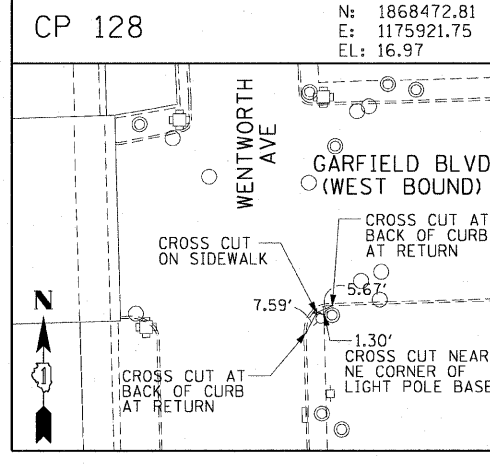 CP 128
N: 1868472.81
E: 1175921.75
EL: 16.97
WENTWORTH
AVE
GARFIELD BLVD
(WEST BOUND)
CROSS CUT AT
BACK OF CURB
AT RETURN
CROSS CUT
ON SIDEWALK
5.67'
7.59'
N
1
1.30'
CROSS CUT NEAR
NE CORNER OF
LIGHT POLE BASE
CROSS CUT AT
BACK OF CURB
AT RETURN